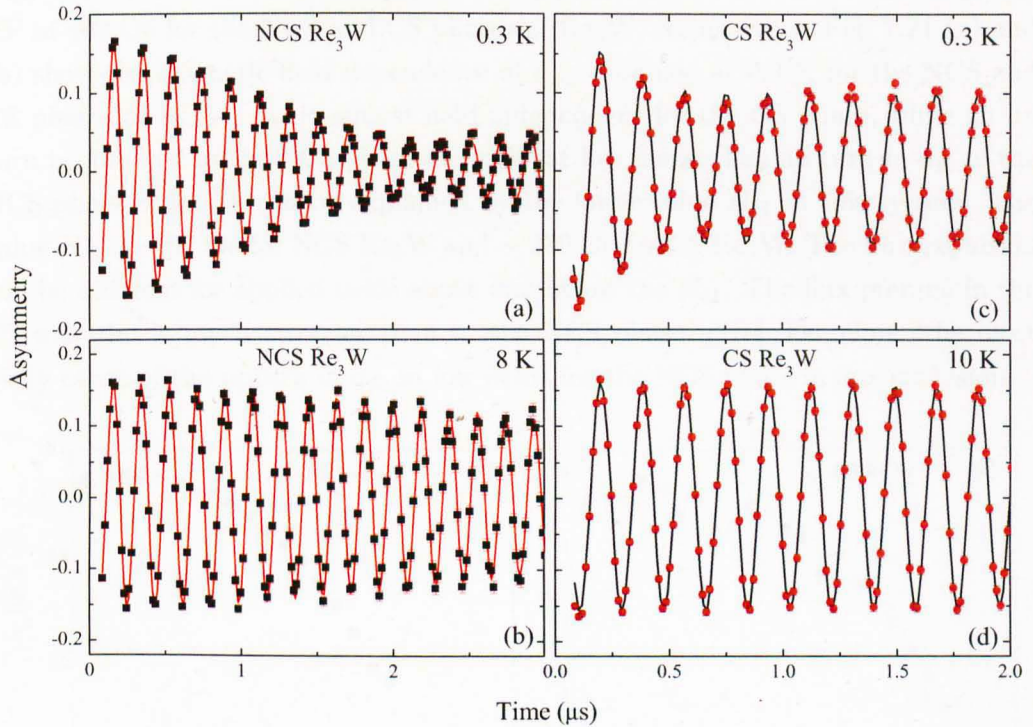 NCS Re₃W 0.3 K
CS Re₃W 0.3 K
0.2
0.1
0.0
-0.1
-0.2
(a)
(c)
Asymmetry
NCS Re₃W 8 K
CS Re₃W 10 K
0.2
0.1
0.0
-0.1
-0.2
(b)
(d)
0 1 2
0.0 0.5 1.0 1.5 2.0
Time (μs)